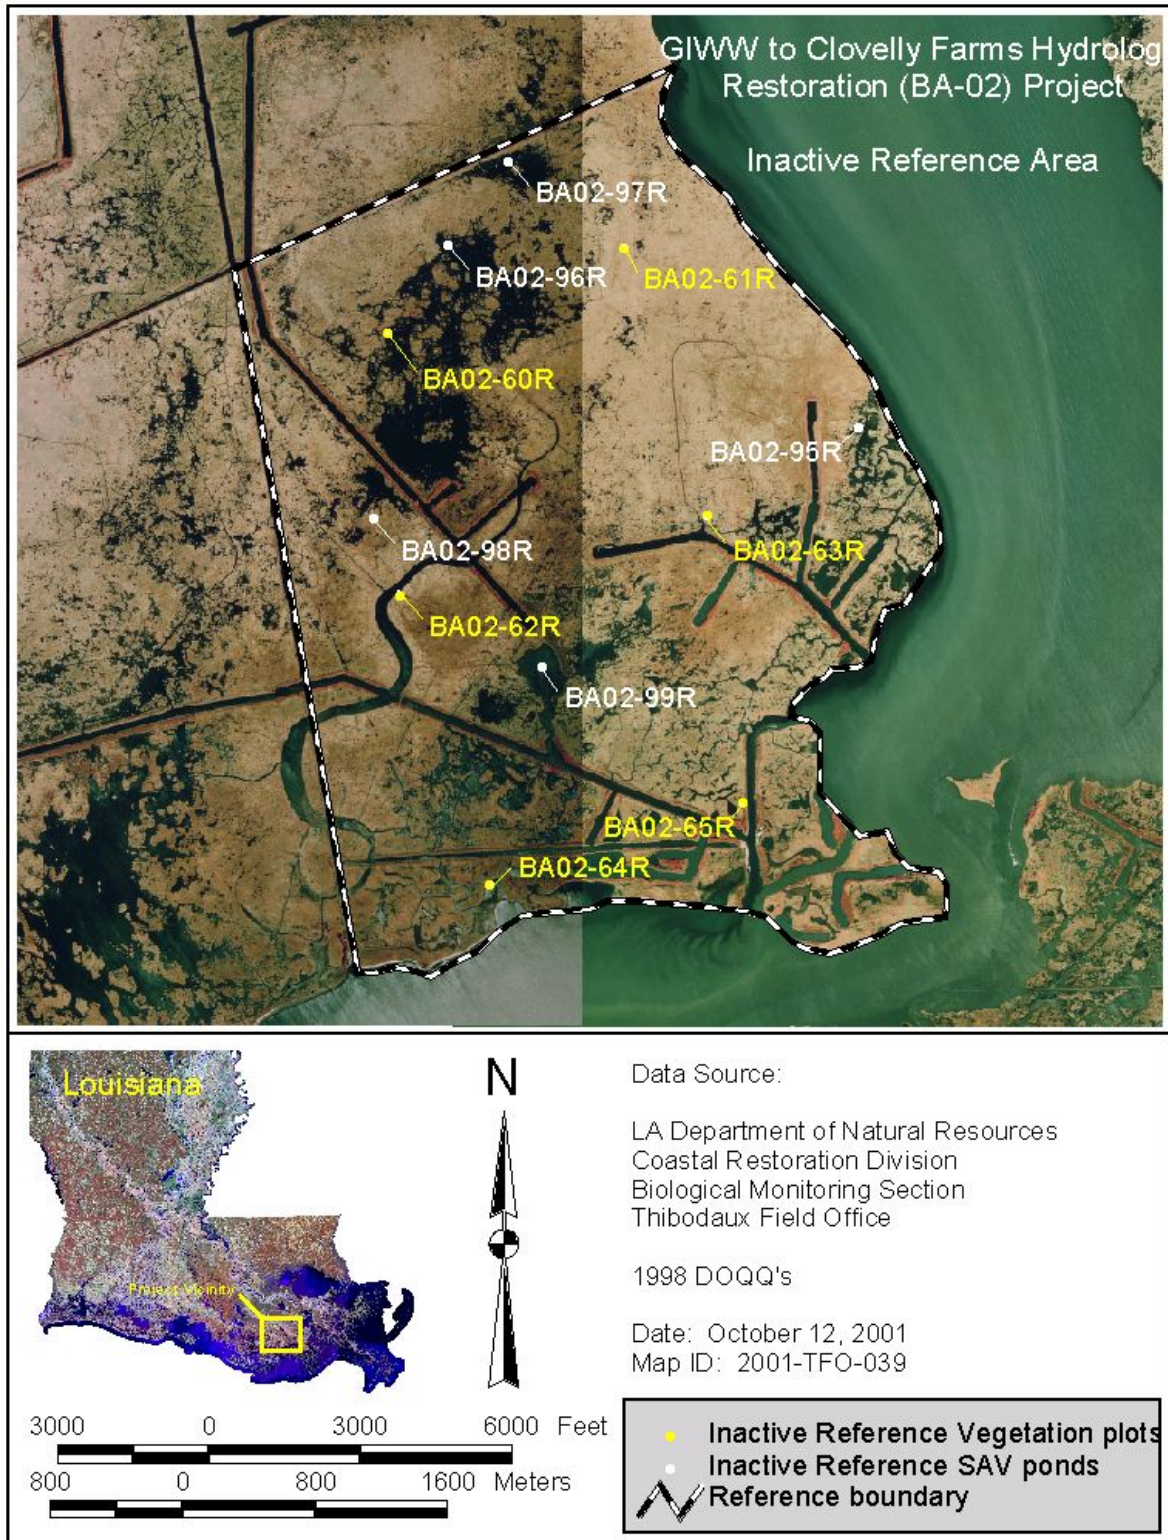 GIWW to Clovelly Farms Hydrolog
Restoration (BA-02) Project
Inactive Reference Area
BA02-97R
BA02-96R
BA02-61R
BA02-60R
BA02-95R
BA02-98R
BA02-63R
BA02-62R
BA02-99R
BA02-65R
BA02-64R
Louisiana
Project Vicinity
N
Data Source:
LA Department of Natural Resources
Coastal Restoration Division
Biological Monitoring Section
Thibodaux Field Office
1998 DOQQ's
Date: October 12, 2001
Map ID: 2001-TFO-039
3000 0 3000 6000 Feet
800 0 800 1600 Meters
Inactive Reference Vegetation plots
Inactive Reference SAV ponds
Reference boundary